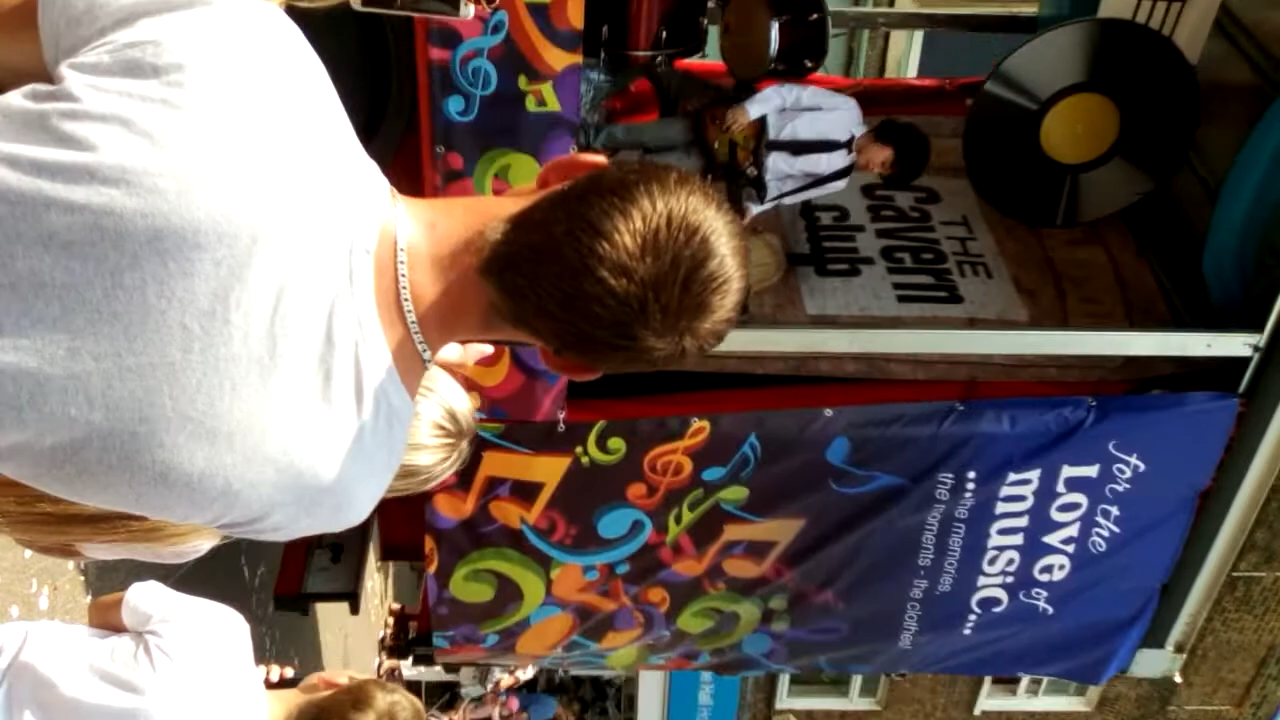 THE
Cavern
club
for the
Love of
music...
...the memories,
the moments - the clothes!